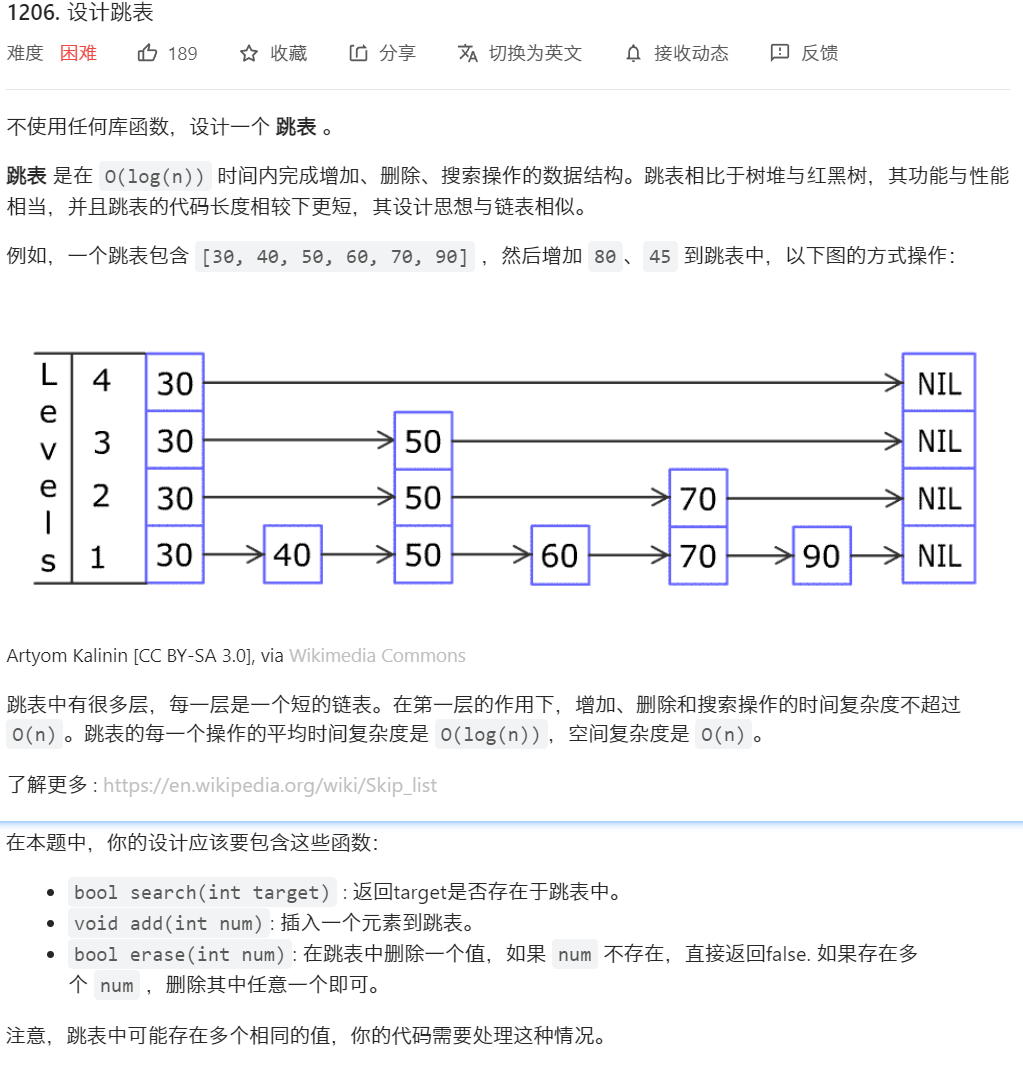 1206. 设计跳表
难度 困难 189 收藏 分享 切换为英文 接收动态 反馈
不使用任何库函数，设计一个 跳表 。
跳表 是在 O(log(n)) 时间内完成增加、删除、搜索操作的数据结构。跳表相比于树堆与红黑树，其功能与性能
相当，并且跳表的代码长度相较下更短，其设计思想与链表相似。
例如，一个跳表包含 [30, 40, 50, 60, 70, 90] ，然后增加 80、45 到跳表中，以下图的方式操作：
Levels
4 30 NIL
3 30 50 NIL
2 30 50 70 NIL
1 30 40 50 60 70 90 NIL
Artyom Kalinin [CC BY-SA 3.0], via Wikimedia Commons
跳表中有很多层，每一层是一个短的链表。在第一层的作用下，增加、删除和搜索操作的时间复杂度不超过
O(n)。跳表的每一个操作的平均时间复杂度是 O(log(n))，空间复杂度是 O(n)。
了解更多 : https://en.wikipedia.org/wiki/Skip_list
在本题中，你的设计应该要包含这些函数：
• bool search(int target) : 返回target是否存在于跳表中。
• void add(int num) : 插入一个元素到跳表。
• bool erase(int num) : 在跳表中删除一个值，如果 num 不存在，直接返回false. 如果存在多
个 num ，删除其中任意一个即可。
注意，跳表中可能存在多个相同的值，你的代码需要处理这种情况。